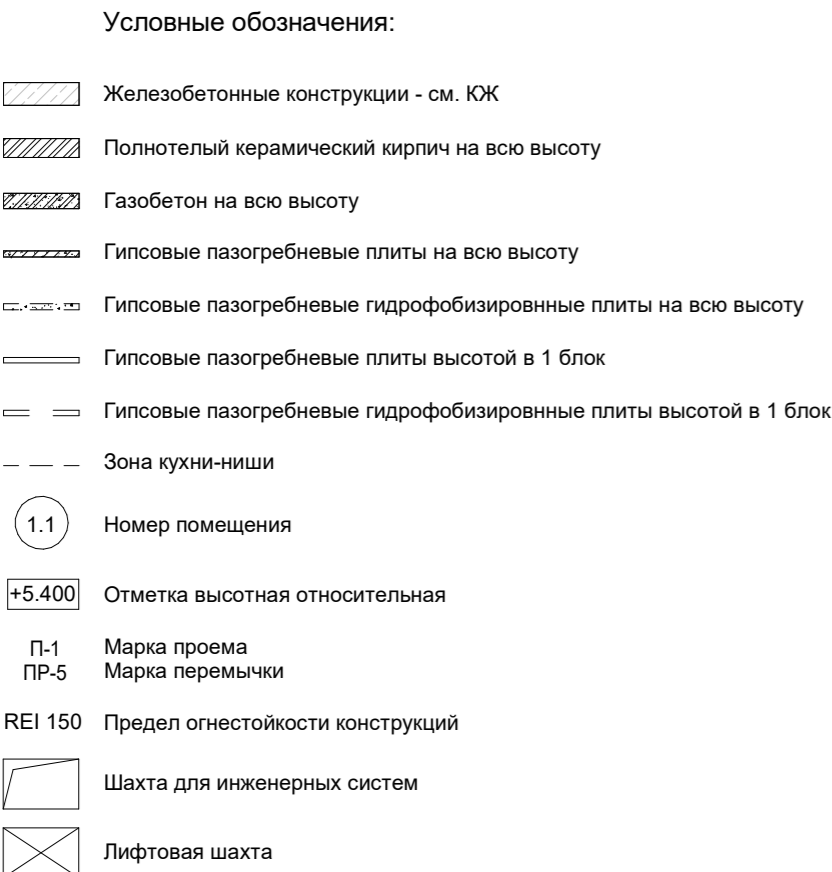 Условные обозначения:
Железобетонные конструкции - см. КЖ
Полнотелый керамический кирпич на всю высоту
Газобетон на всю высоту
Гипсовые пазогребневые плиты на всю высоту
Гипсовые пазогребневые гидрофобизировнные плиты на всю высоту
Гипсовые пазогребневые плиты высотой в 1 блок
Гипсовые пазогребневые гидрофобизировнные плиты высотой в 1 блок
Зона кухни-ниши
1.1 Номер помещения
+5.400 Отметка высотная относительная
П-1 Марка проема
ПР-5 Марка перемычки
REI 150 Предел огнестойкости конструкций
Шахта для инженерных систем
Лифтовая шахта